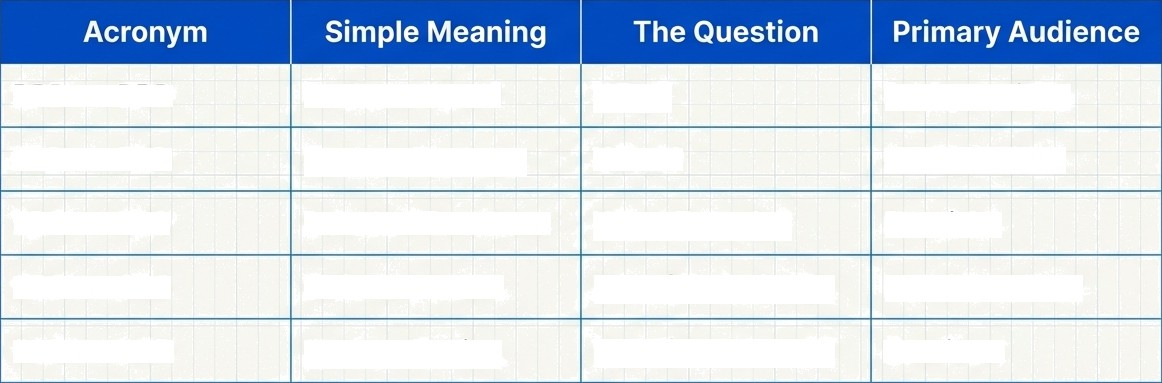 Acronym
Simple Meaning
The Question
Primary Audience